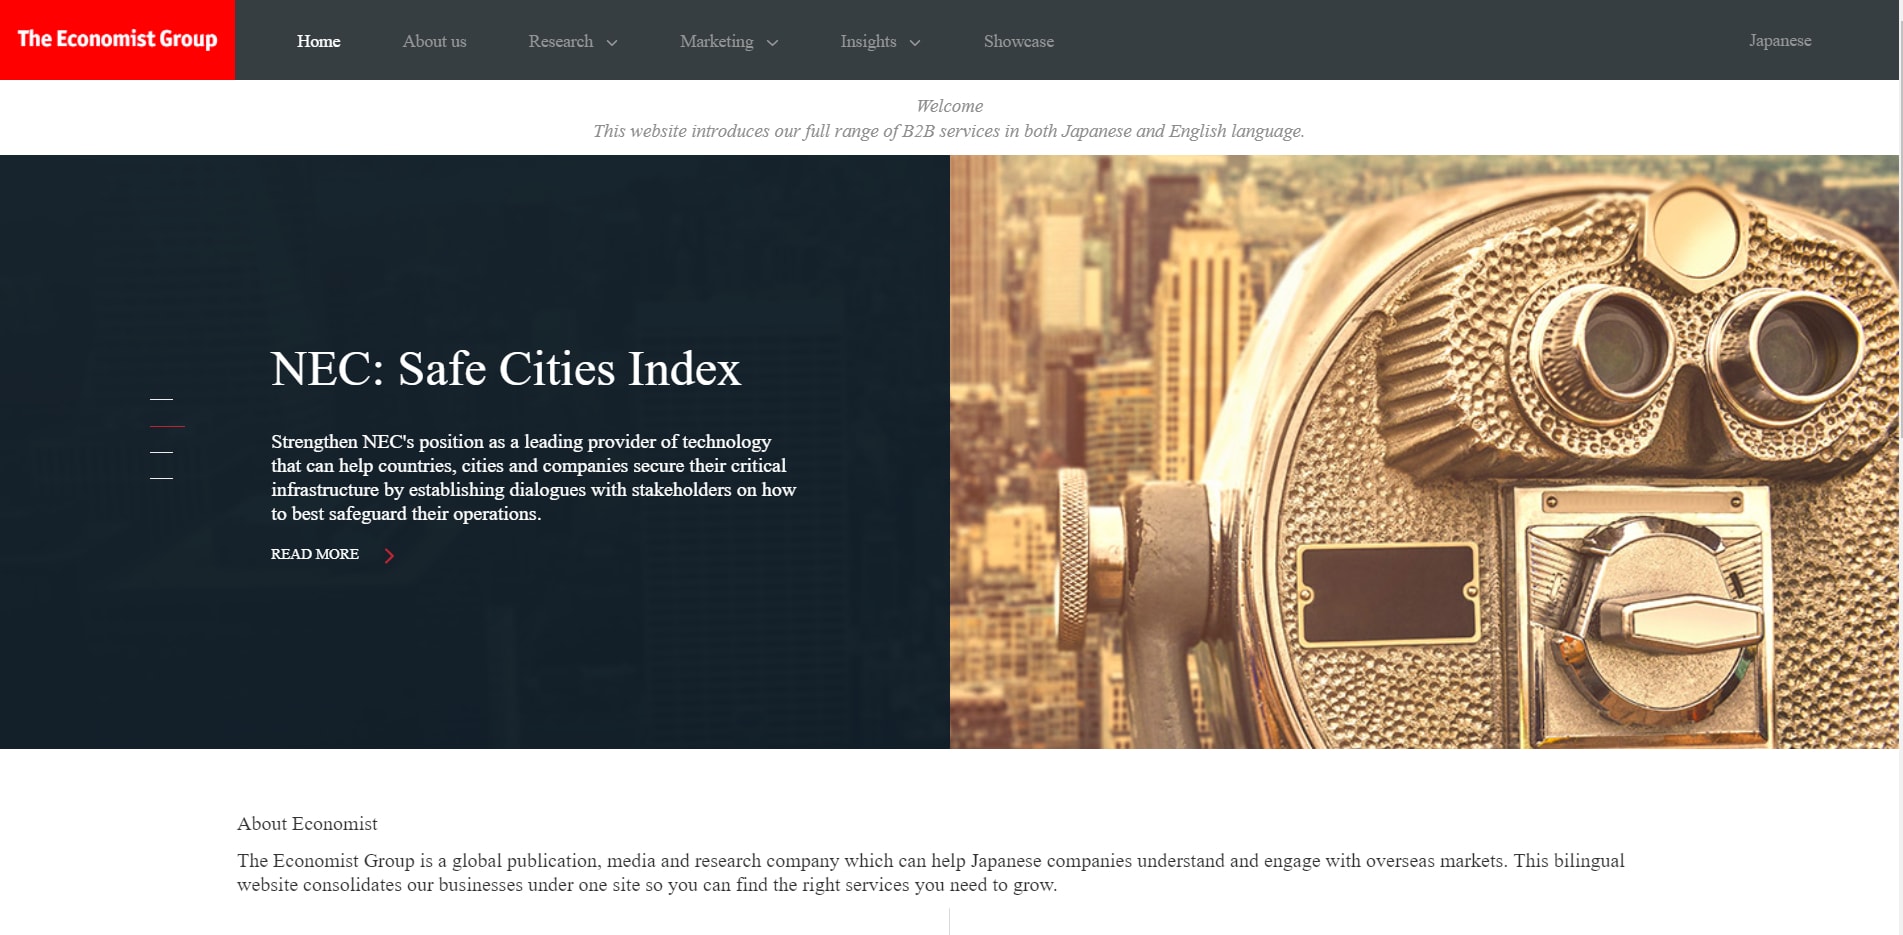 The Economist Group
Home About us Research Marketing Insights Showcase Japanese
Welcome
This website introduces our full range of B2B services in both Japanese and English language.
NEC: Safe Cities Index
Strengthen NEC's position as a leading provider of technology
that can help countries, cities and companies secure their critical
infrastructure by establishing dialogues with stakeholders on how
to best safeguard their operations.
READ MORE
About Economist
The Economist Group is a global publication, media and research company which can help Japanese companies understand and engage with overseas markets. This bilingual
website consolidates our businesses under one site so you can find the right services you need to grow.